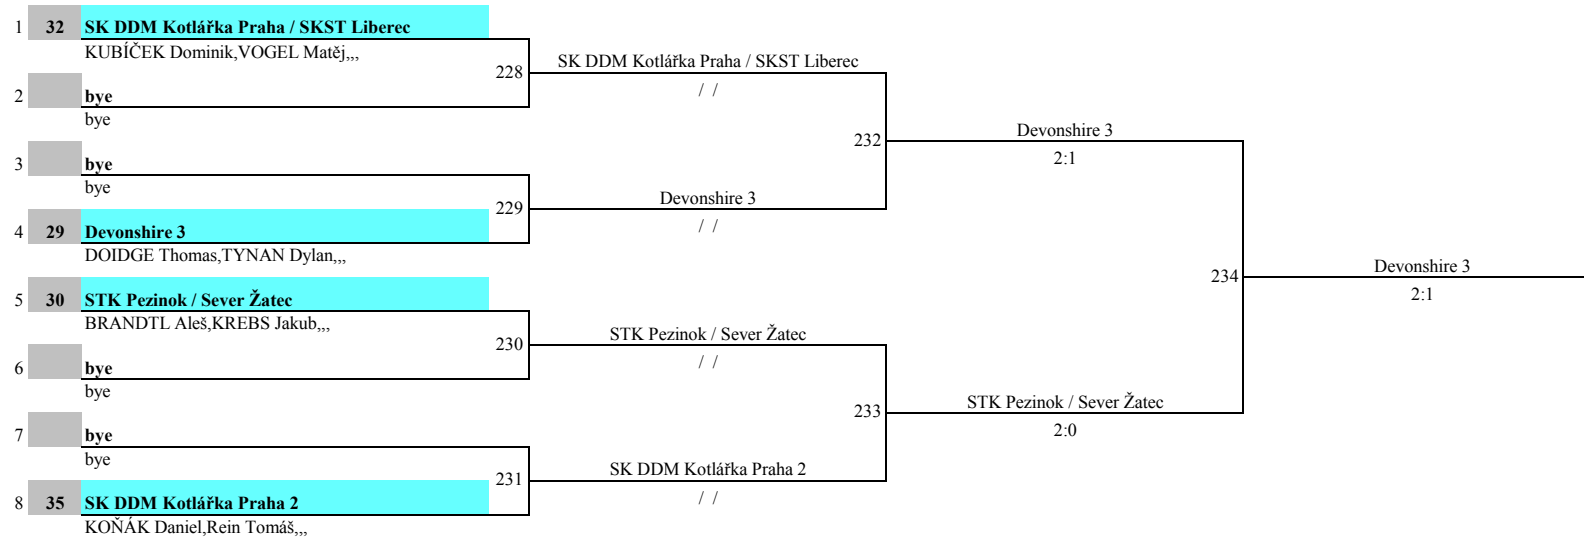 1 32 SK DDM Kotlářka Praha / SKST Liberec
KUBÍČEK Dominik,VOGEL Matěj,,,
228 SK DDM Kotlářka Praha / SKST Liberec
/ /
2 bye
bye
232 Devonshire 3
2:1
3 bye
bye
229 Devonshire 3
/ /
4 29 Devonshire 3
DOIDGE Thomas,TYNAN Dylan,,,
234 Devonshire 3
2:1
5 30 STK Pezinok / Sever Žatec
BRANDTL Aleš,KREBS Jakub,,,
230 STK Pezinok / Sever Žatec
/ /
6 bye
bye
233 STK Pezinok / Sever Žatec
2:0
7 bye
bye
231 SK DDM Kotlářka Praha 2
/ /
8 35 SK DDM Kotlářka Praha 2
KOŇÁK Daniel,Rein Tomáš,,,